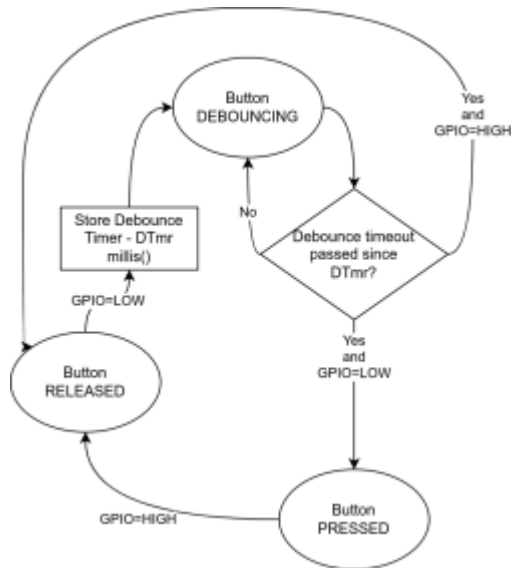 Button
DEBOUNCING
Yes
and
GPIO=HIGH
Store Debounce
Timer - DTmr
millis()
No
Debounce timeout
passed since
DTmr?
GPIO=LOW
Yes
and
GPIO=LOW
Button
RELEASED
GPIO=HIGH
Button
PRESSED